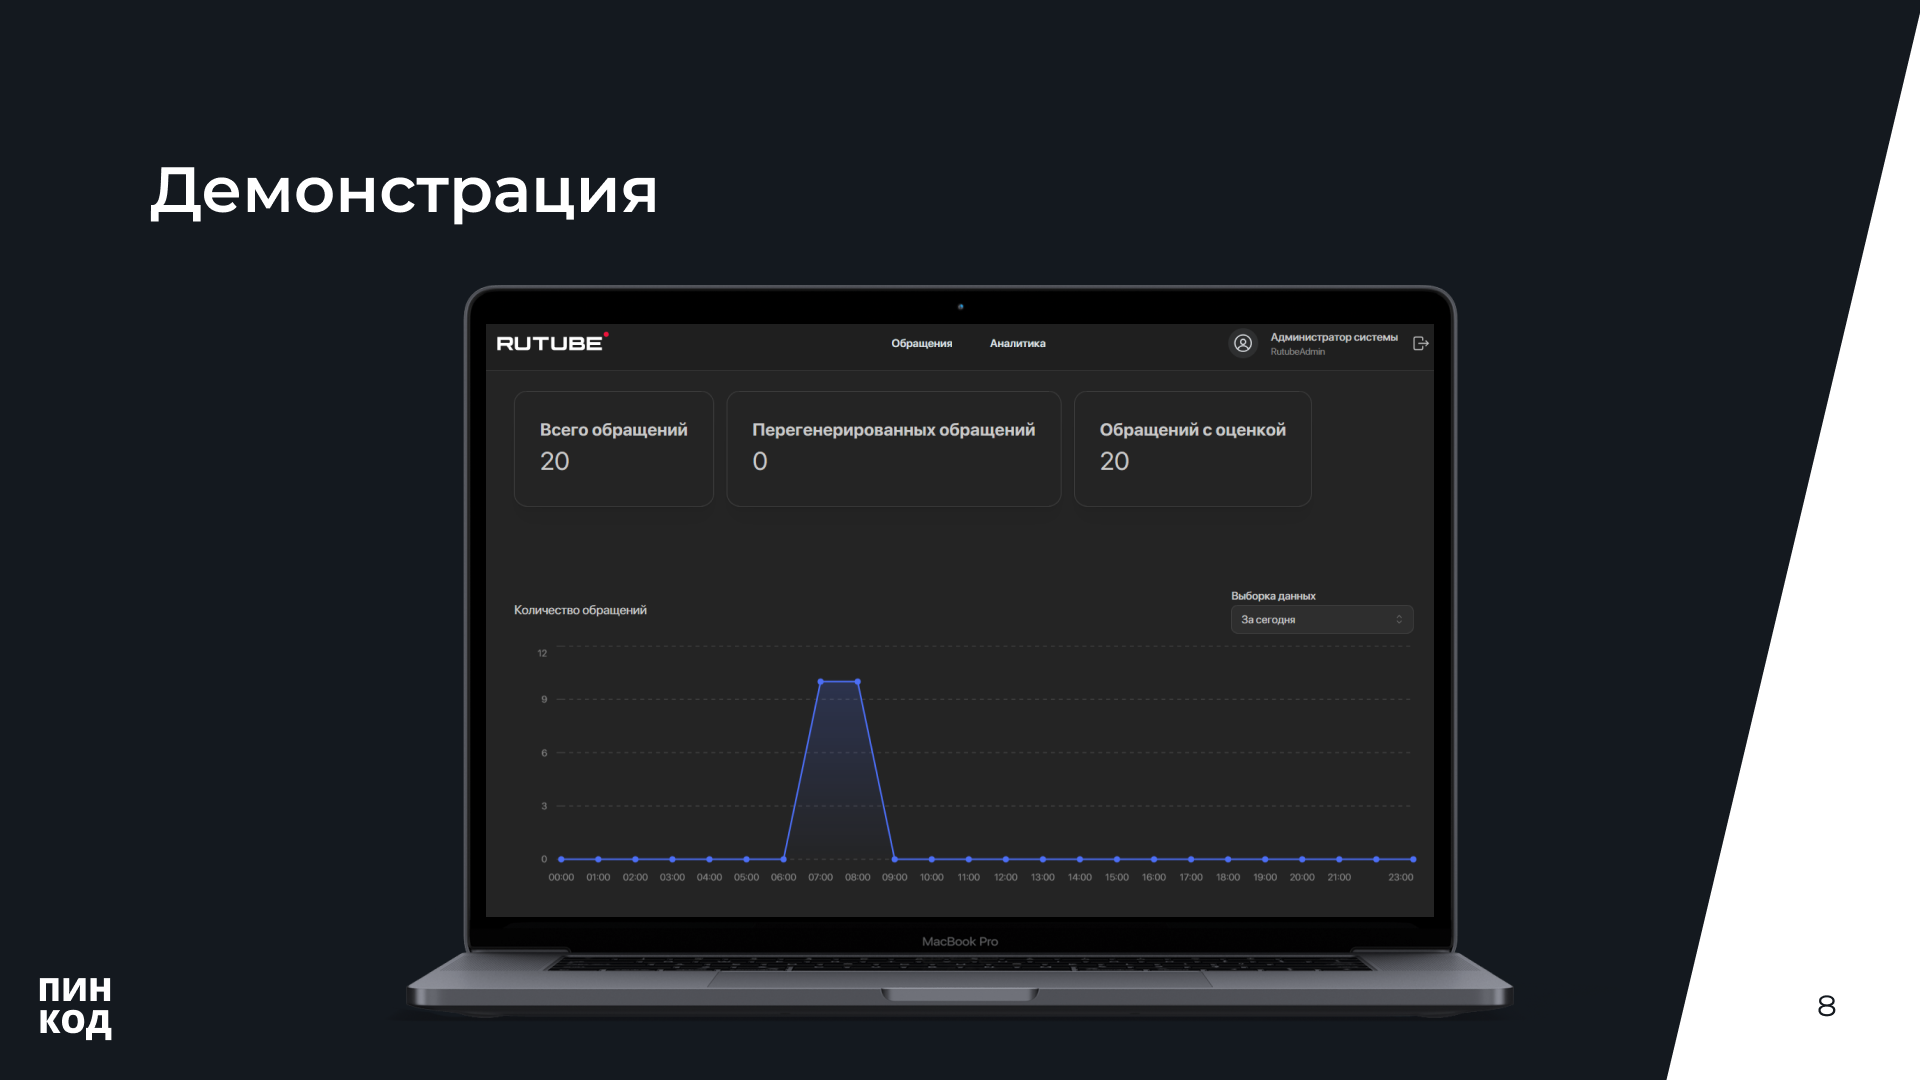 Демонстрация
RUTUBE
Обращения
Аналитика
Администратор системы
RutubeAdmin
Всего обращений
20
Перегенерированных обращений
0
Обращений с оценкой
20
Количество обращений
Выборка данных
За сегодня
12
9
6
3
0
00:00 01:00 02:00 03:00 04:00 05:00 06:00 07:00 08:00 09:00 10:00 11:00 12:00 13:00 14:00 15:00 16:00 17:00 18:00 19:00 20:00 21:00 23:00
MacBook Pro
ПИН
КОД
8